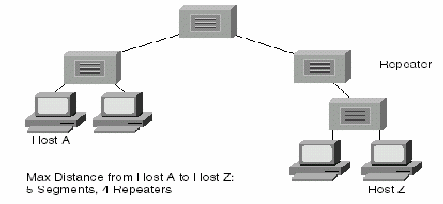 Repeater
Host A
Max Distance from Host A to Host Z:
5 Segments, 4 Repeaters
Host Z